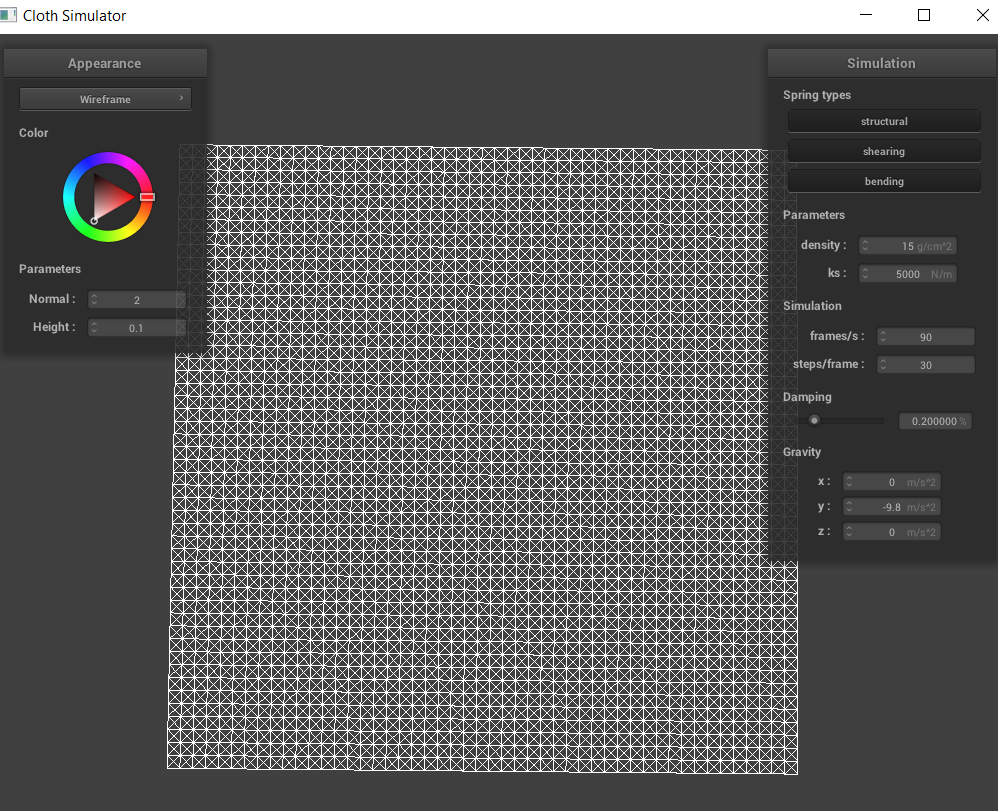 Cloth Simulator
Appearance
Wireframe
Color
Parameters
Normal : 2
Height : 0.1
Simulation
Spring types
structural
shearing
bending
Parameters
density : 15 g/cm^2
ks : 5000 N/m
Simulation
frames/s : 90
steps/frame : 30
Damping
0.200000 %
Gravity
x : 0 m/s^2
y : -9.8 m/s^2
z : 0 m/s^2